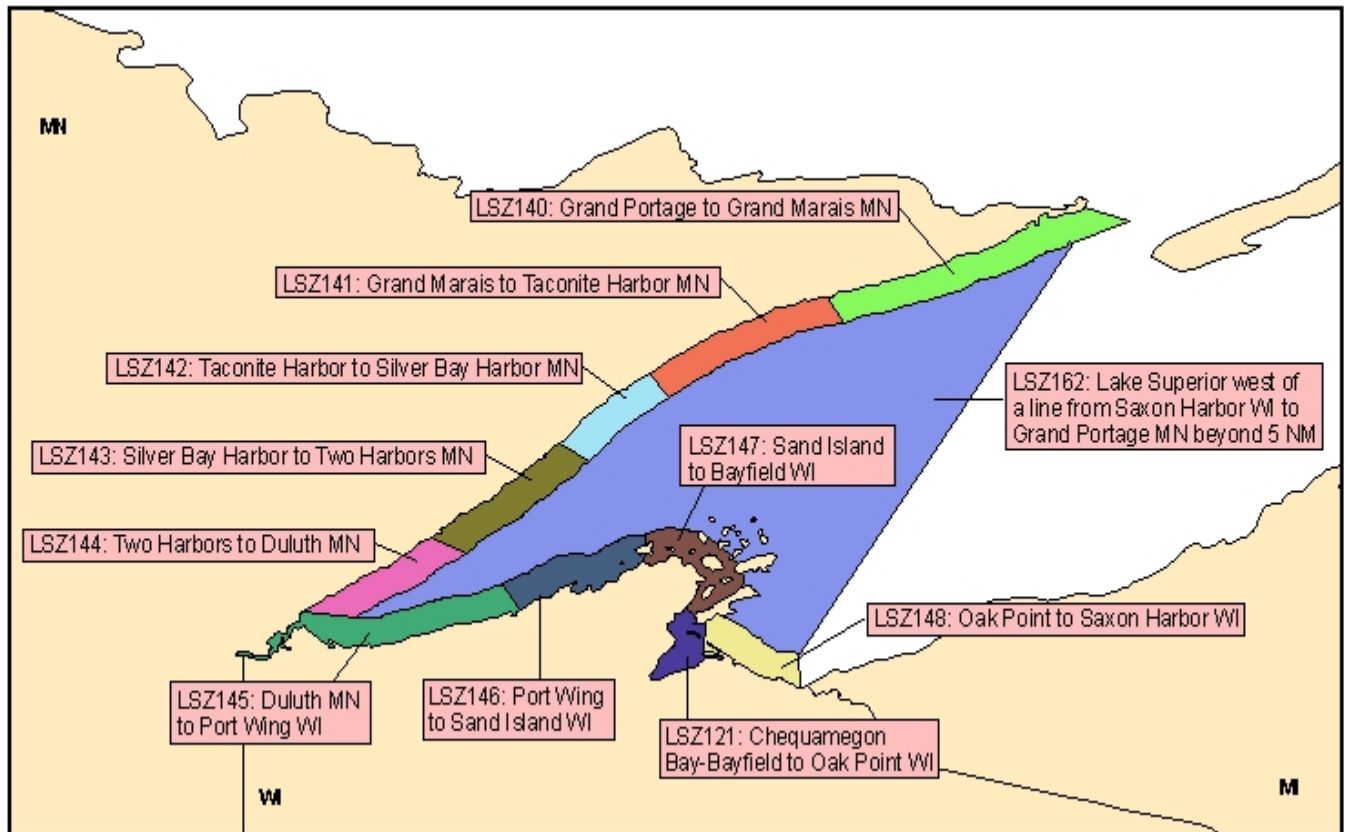 MN
LSZ140: Grand Portage to Grand Marais MN
LSZ141: Grand Marais to Taconite Harbor MN
LSZ142: Taconite Harbor to Silver Bay Harbor MN
LSZ162: Lake Superior west of
a line from Saxon Harbor WI to
Grand Portage MN beyond 5 NM
LSZ143: Silver Bay Harbor to Two Harbors MN
LSZ147: Sand Island
to Bayfield WI
LSZ144: Two Harbors to Duluth MN
LSZ148: Oak Point to Saxon Harbor WI
LSZ145: Duluth MN
to Port Wing WI
LSZ146: Port Wing
to Sand Island WI
LSZ121: Chequamegon
Bay-Bayfield to Oak Point WI
WI
MI